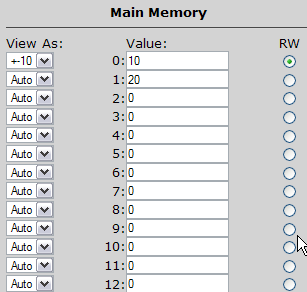 Main Memory
View As: Value: RW
+-10 0: 10
Auto 1: 20
Auto 2: 0
Auto 3: 0
Auto 4: 0
Auto 5: 0
Auto 6: 0
Auto 7: 0
Auto 8: 0
Auto 9: 0
Auto 10: 0
Auto 11: 0
Auto 12: 0